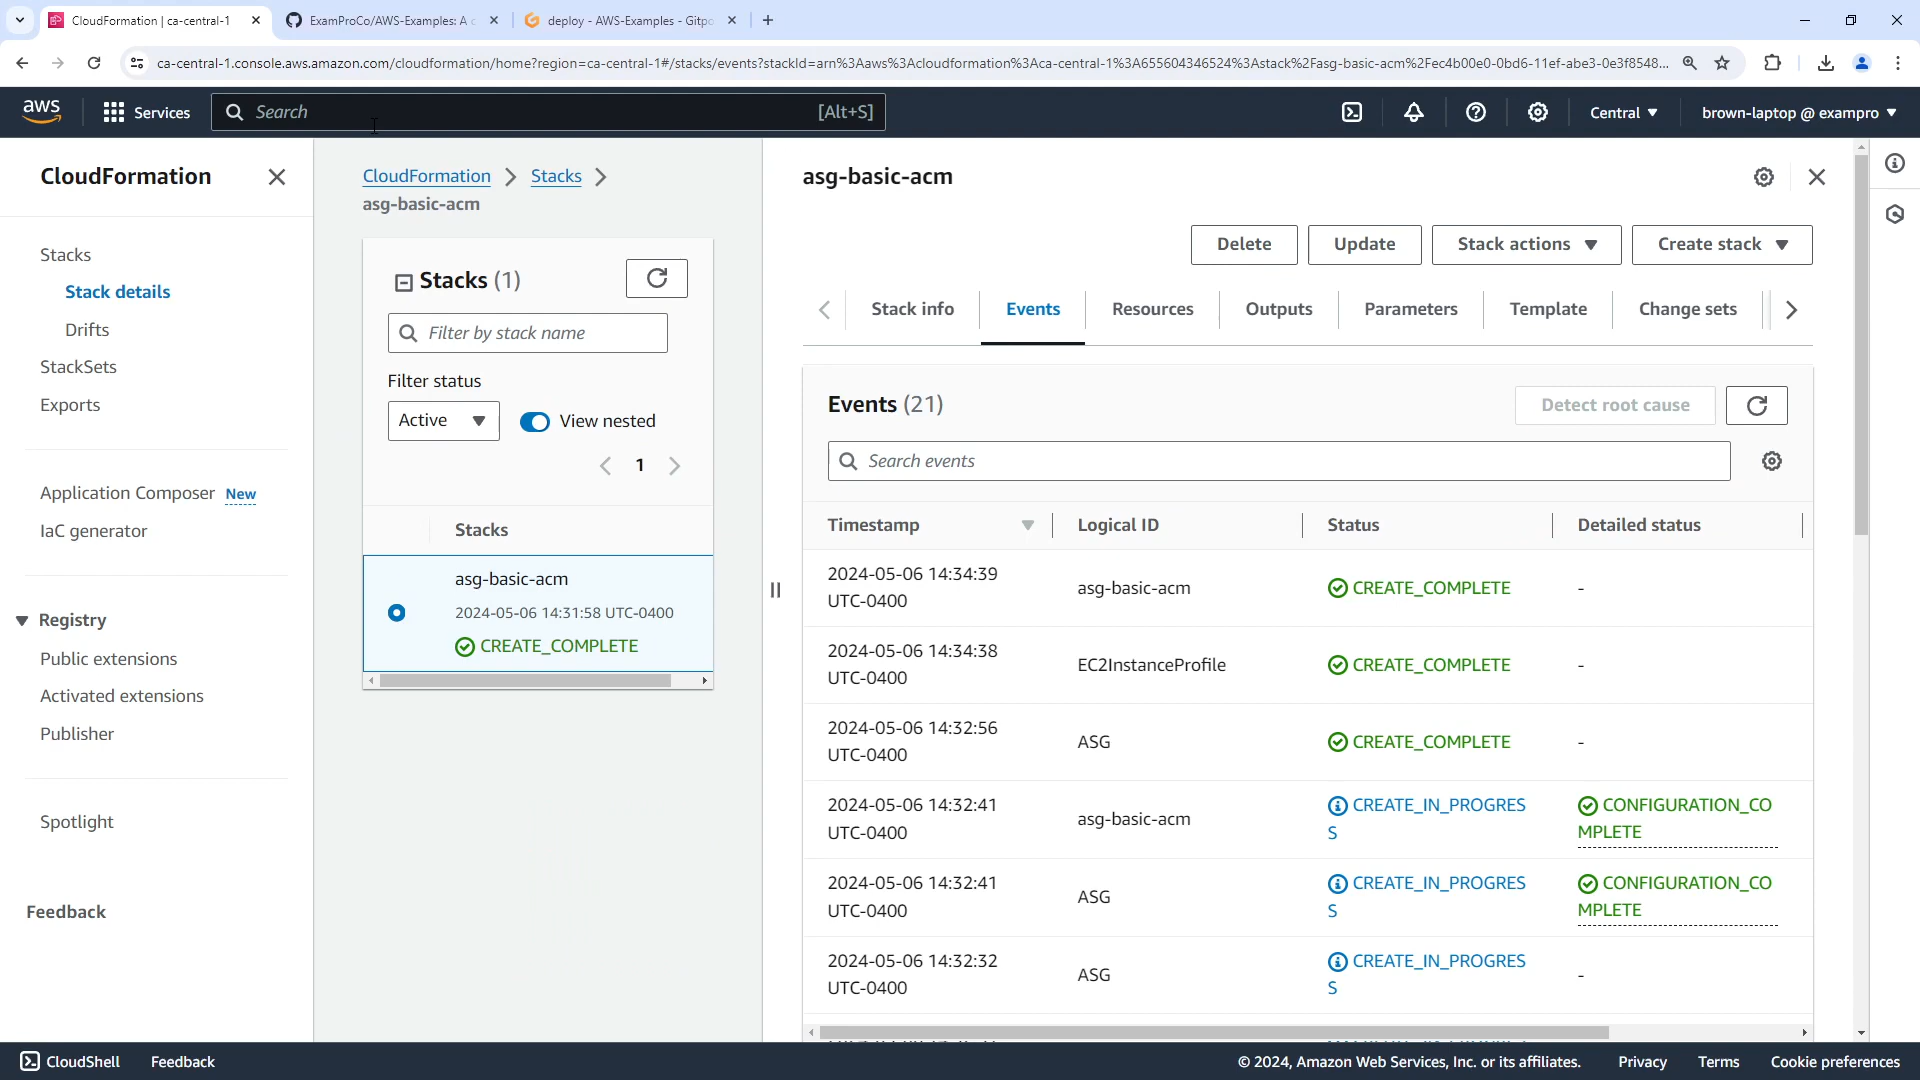 CloudFormation | ca-central-1
ExamProCo/AWS-Examples: A c
deploy - AWS-Examples - Gitpo
ca-central-1.console.aws.amazon.com/cloudformation/home?region=ca-central-1#/stacks/events?stackId=arn%3Aaws%3Acloudformation%3Aca-central-1%3A655604346524%3Astack%2Fasg-basic-acm%2Fec4b00e0-0bd6-11ef-abe3-0e3f8548...
aws
Services
Search
[Alt+S]
Central
brown-laptop @ exampro
CloudFormation
Stacks
Stack details
Drifts
StackSets
Exports
Application Composer New
IaC generator
Registry
Public extensions
Activated extensions
Publisher
Spotlight
Feedback
CloudFormation
Stacks
asg-basic-acm
Stacks (1)
Filter by stack name
Filter status
Active
View nested
1
Stacks
asg-basic-acm
2024-05-06 14:31:58 UTC-0400
CREATE_COMPLETE
asg-basic-acm
Delete
Update
Stack actions
Create stack
Stack info
Events
Resources
Outputs
Parameters
Template
Change sets
Events (21)
Detect root cause
Search events
Timestamp
Logical ID
Status
Detailed status
2024-05-06 14:34:39
UTC-0400
asg-basic-acm
CREATE_COMPLETE
-
2024-05-06 14:34:38
UTC-0400
EC2InstanceProfile
CREATE_COMPLETE
-
2024-05-06 14:32:56
UTC-0400
ASG
CREATE_COMPLETE
-
2024-05-06 14:32:41
UTC-0400
asg-basic-acm
CREATE_IN_PROGRES
S
CONFIGURATION_CO
MPLETE
2024-05-06 14:32:41
UTC-0400
ASG
CREATE_IN_PROGRES
S
CONFIGURATION_CO
MPLETE
2024-05-06 14:32:32
UTC-0400
ASG
CREATE_IN_PROGRES
S
-
CloudShell
Feedback
© 2024, Amazon Web Services, Inc. or its affiliates.
Privacy
Terms
Cookie preferences